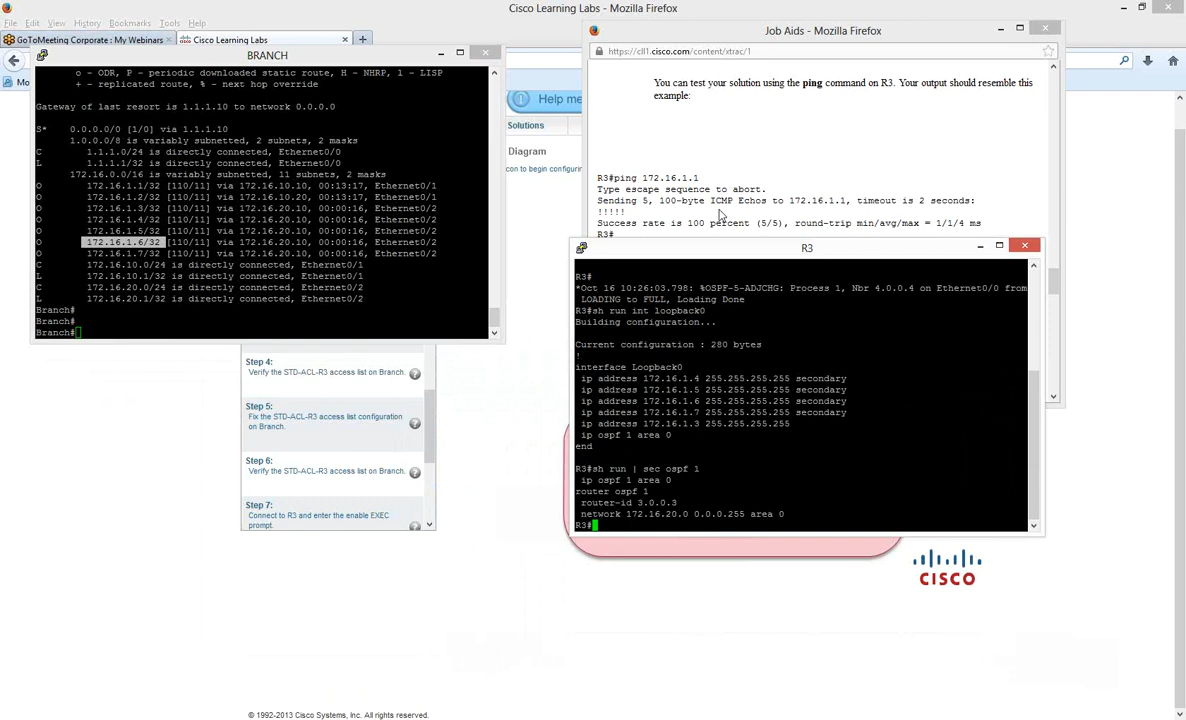 Cisco Learning Labs - Mozilla Firefox
File Edit View History Bookmarks Tools Help
GoToMeeting Corporate : My Webinars
Cisco Learning Labs
Mo
BRANCH
o - ODR, P - periodic downloaded static route, H - NHRP, l - LISP
+ - replicated route, % - next hop override
Gateway of last resort is 1.1.1.10 to network 0.0.0.0
S* 0.0.0.0/0 [1/0] via 1.1.1.10
1.0.0.0/8 is variably subnetted, 2 subnets, 2 masks
C 1.1.1.0/24 is directly connected, Ethernet0/0
L 1.1.1.1/32 is directly connected, Ethernet0/0
172.16.0.0/16 is variably subnetted, 11 subnets, 2 masks
O 172.16.1.1/32 [110/11] via 172.16.10.10, 00:13:17, Ethernet0/1
O 172.16.1.2/32 [110/11] via 172.16.10.10, 00:13:17, Ethernet0/1
O 172.16.1.3/32 [110/11] via 172.16.20.10, 00:00:16, Ethernet0/2
O 172.16.1.4/32 [110/11] via 172.16.20.10, 00:00:16, Ethernet0/2
O 172.16.1.5/32 [110/11] via 172.16.20.10, 00:00:16, Ethernet0/2
O 172.16.1.6/32 [110/11] via 172.16.20.10, 00:00:16, Ethernet0/2
O 172.16.1.7/32 [110/11] via 172.16.20.10, 00:00:16, Ethernet0/2
C 172.16.10.0/24 is directly connected, Ethernet0/1
L 172.16.10.1/32 is directly connected, Ethernet0/1
C 172.16.20.0/24 is directly connected, Ethernet0/2
L 172.16.20.1/32 is directly connected, Ethernet0/2
Branch#
Branch#
Branch#
Help me
Solutions
Diagram
icon to begin configurin
Job Aids - Mozilla Firefox
https://cll1.cisco.com/content/xtrac/1
You can test your solution using the ping command on R3. Your output should resemble this
example:
R3#ping 172.16.1.1
Type escape sequence to abort.
Sending 5, 100-byte ICMP Echos to 172.16.1.1, timeout is 2 seconds:
!!!!!
Success rate is 100 percent (5/5), round-trip min/avg/max = 1/1/4 ms
R3#
R3
R3#
*Oct 16 10:26:03.798: %OSPF-5-ADJCHG: Process 1, Nbr 4.0.0.4 on Ethernet0/0 from
LOADING to FULL, Loading Done
R3#sh run int loopback0
Building configuration...
Current configuration : 280 bytes
!
interface Loopback0
ip address 172.16.1.4 255.255.255.255 secondary
ip address 172.16.1.5 255.255.255.255 secondary
ip address 172.16.1.6 255.255.255.255 secondary
ip address 172.16.1.7 255.255.255.255 secondary
ip address 172.16.1.3 255.255.255.255
ip ospf 1 area 0
end
R3#sh run | sec ospf 1
ip ospf 1 area 0
router ospf 1
router-id 3.0.0.3
network 172.16.20.0 0.0.0.255 area 0
R3#
Step 4:
Verify the STD-ACL-R3 access list on Branch.
Step 5:
Fix the STD-ACL-R3 access list configuration
on Branch.
Step 6:
Verify the STD-ACL-R3 access list on Branch.
Step 7:
Connect to R3 and enter the enable EXEC
prompt.
CISCO
© 1992-2013 Cisco Systems, Inc. All rights reserved.